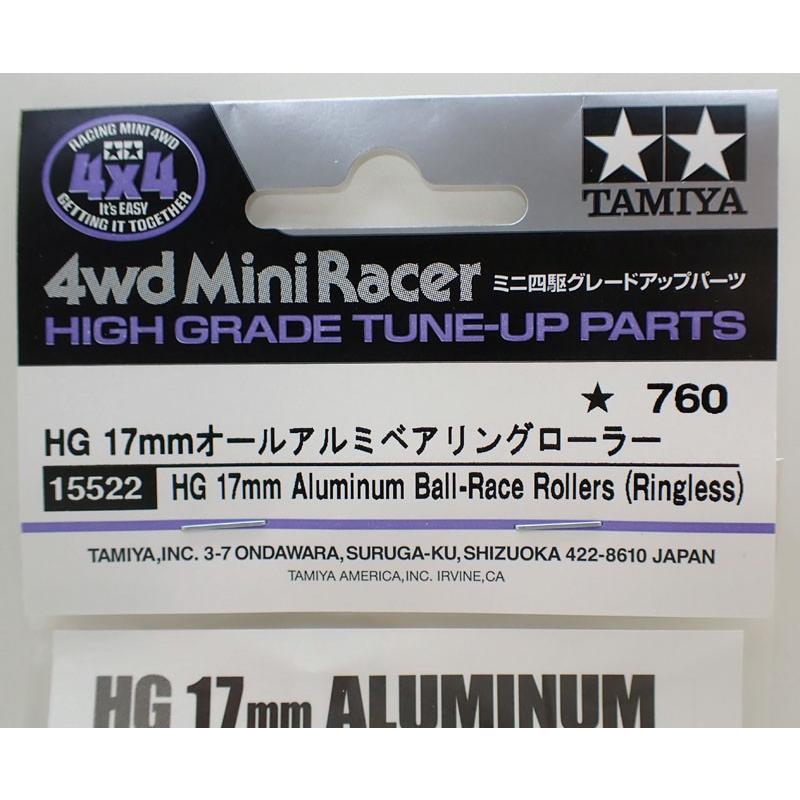 RACING MINI 4WD
4x4
It's EASY
GETTING IT TOGETHER
TAMIYA
4wd Mini Racer ミニ四駆グレードアップパーツ
HIGH GRADE TUNE-UP PARTS
★ 760
HG 17mmオールアルミベアリングローラー
15522 HG 17mm Aluminum Ball-Race Rollers (Ringless)
TAMIYA,INC. 3-7 ONDAWARA,SURUGA-KU,SHIZUOKA 422-8610 JAPAN
TAMIYA AMERICA,INC. IRVINE,CA
HG 17mm ALUMINUM